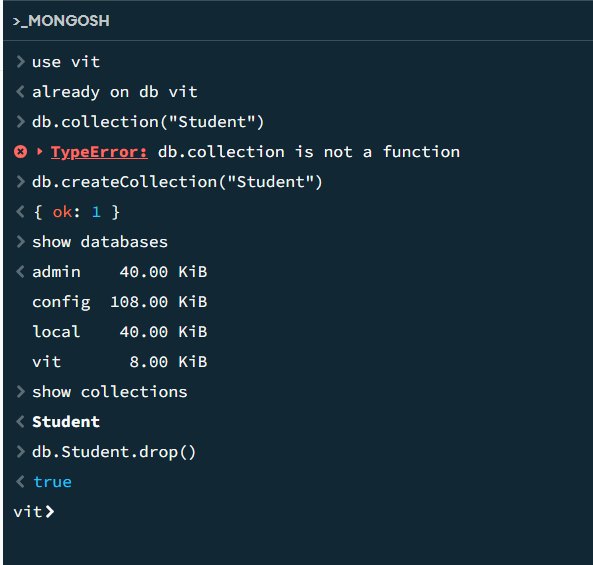 >_MONGOSH
> use vit
< already on db vit
> db.collection("Student")
TypeError: db.collection is not a function
> db.createCollection("Student")
< { ok: 1 }
> show databases
< admin    40.00 KiB
config  108.00 KiB
local    40.00 KiB
vit       8.00 KiB
> show collections
< Student
> db.Student.drop()
< true
vit>